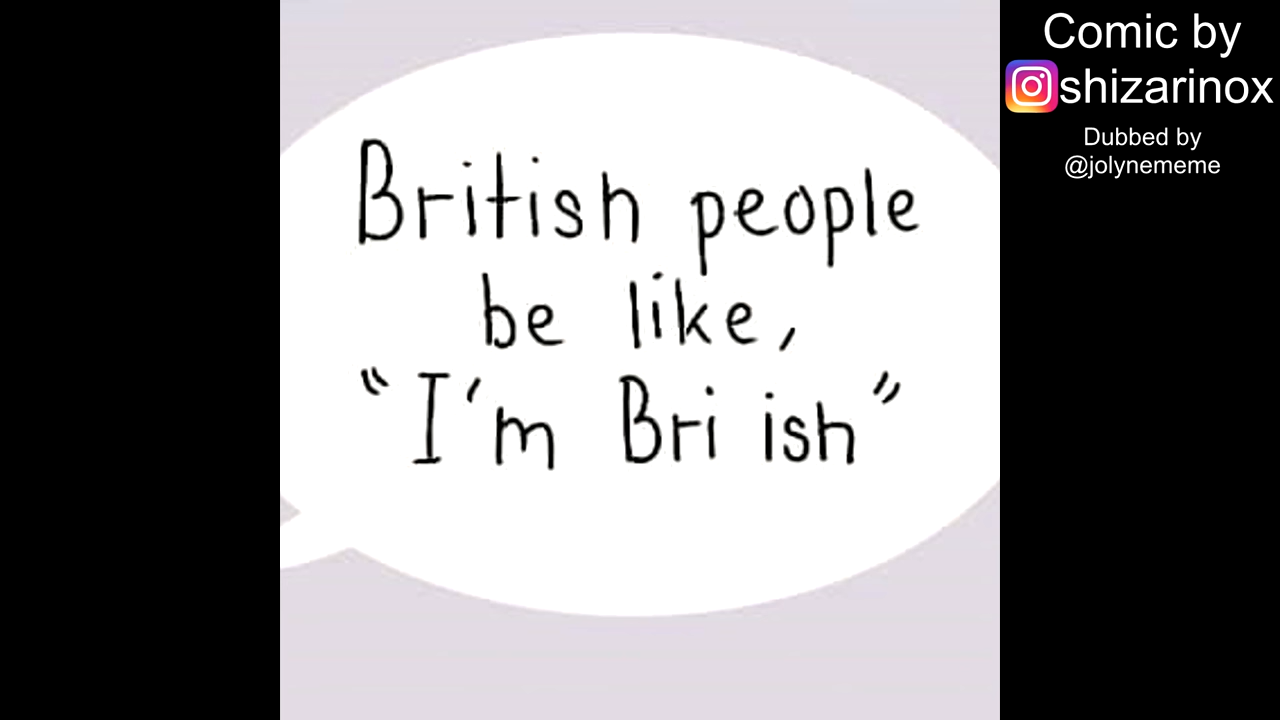 British people
be like,
“I'm Bri ish”
Comic by
shizarinox
Dubbed by
@jolynememe